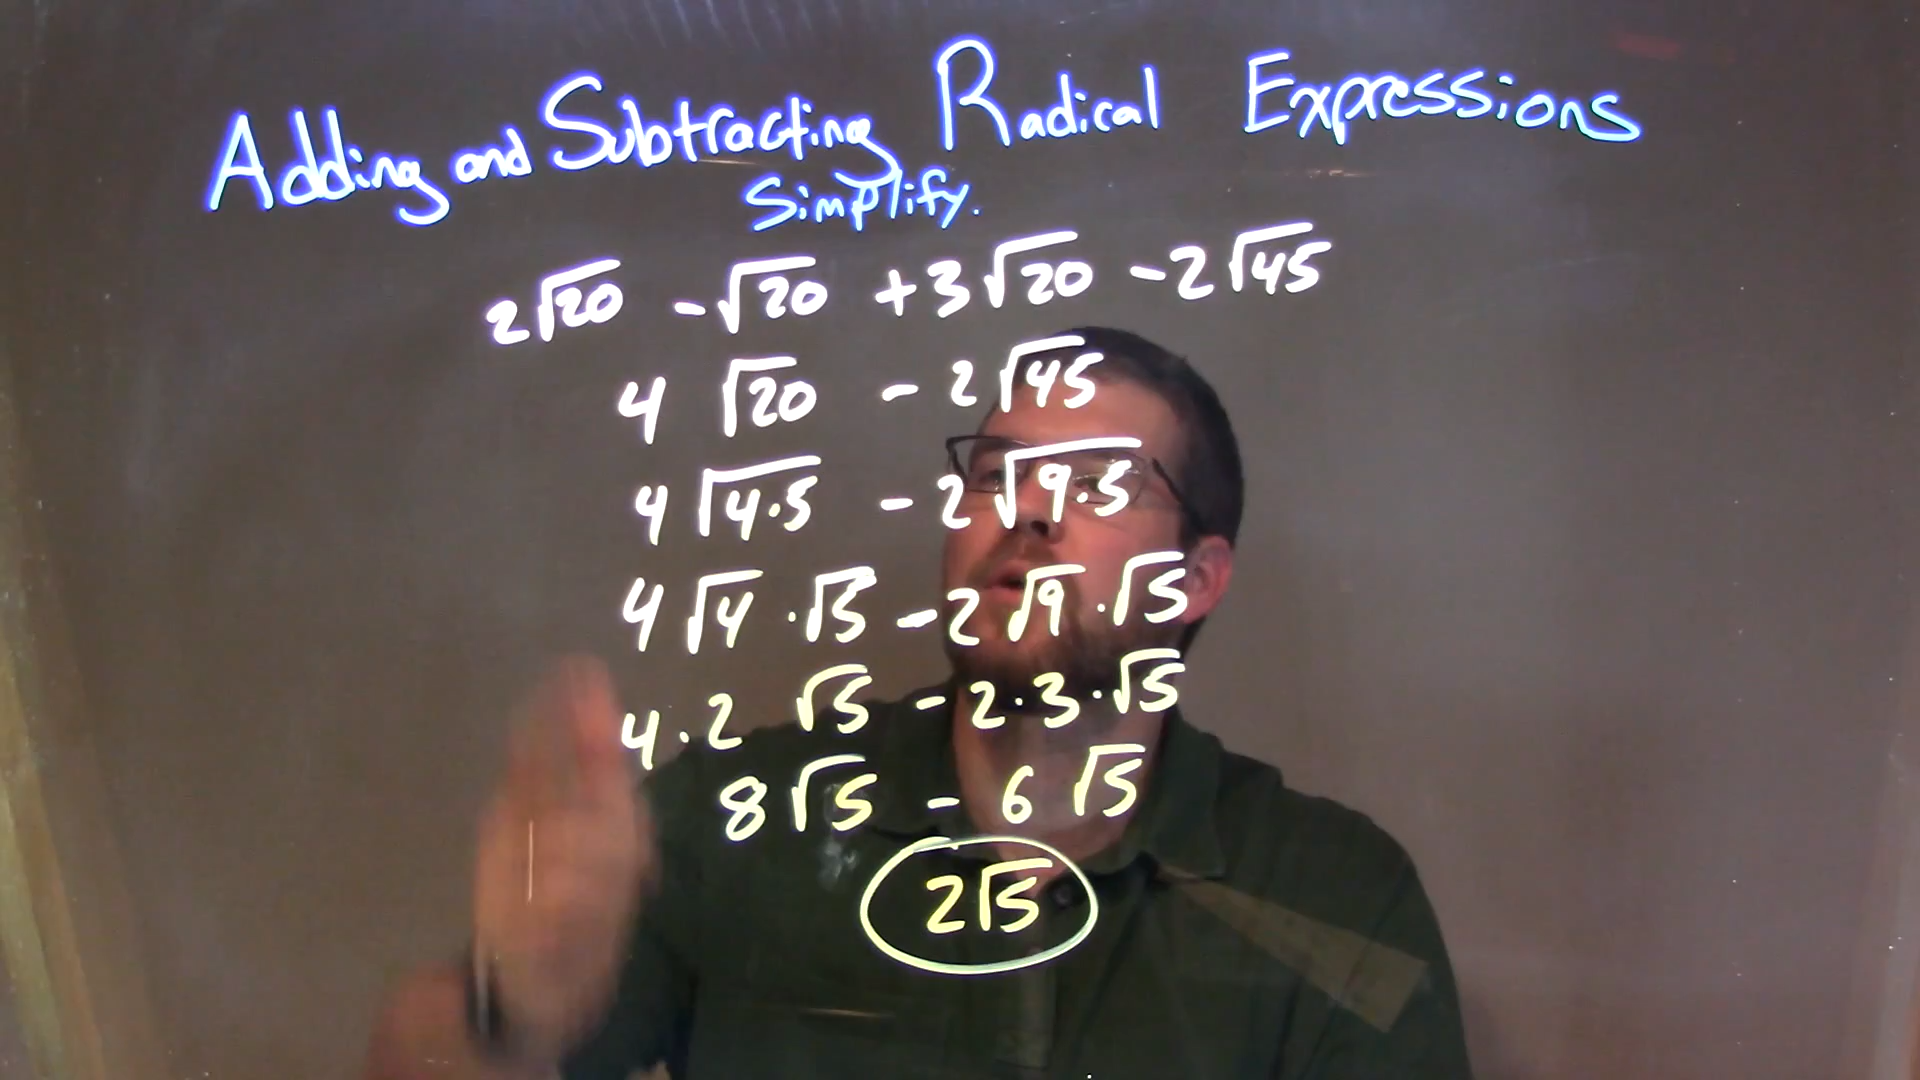 Adding and Subtracting Radical Expressions
Simplify.
2√20 - √20 + 3√20 - 2√45
4 √20 - 2√45
4√4·5 - 2√9·5
4√4 · √5 - 2√9 · √5
4 · 2 √5 - 2 · 3 · √5
8√5 - 6√5
2√5